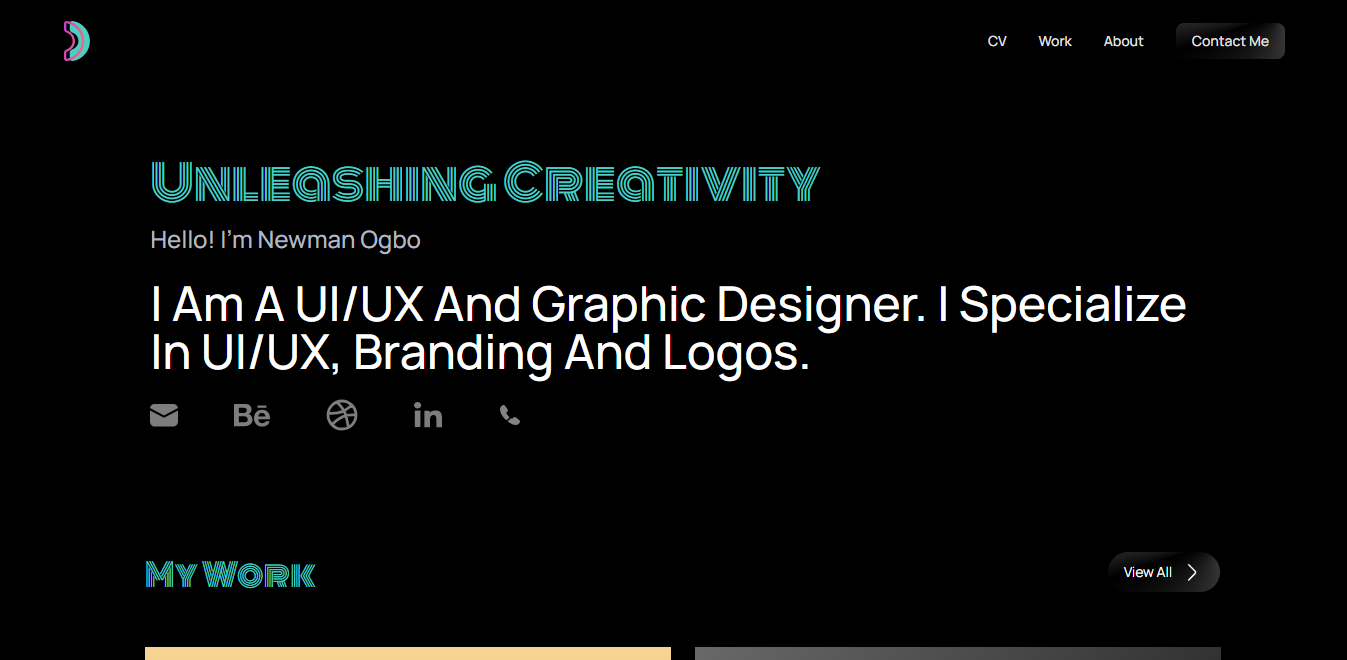 CV Work About Contact Me
Unleashing Creativity
Hello! I'm Newman Ogbo
I Am A UI/UX And Graphic Designer. I Specialize
In UI/UX, Branding And Logos.
Bē in
My Work View All